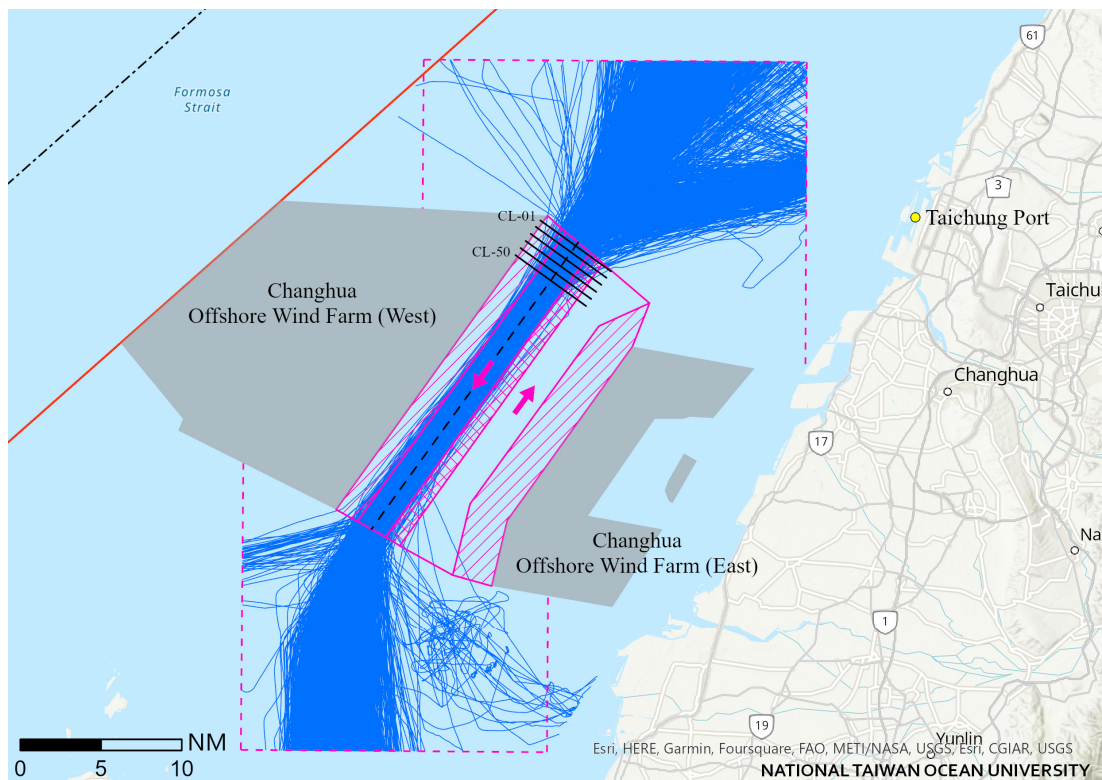 61
Formosa
Strait
3
CL-01
Taichung Port
CL-50
Changhua
Offshore Wind Farm (West)
Taichu
Changhua
17
Changhua
Offshore Wind Farm (East)
Na
1
19
Yunlin
NM
0 5 10
Esri, HERE, Garmin, Foursquare, FAO, METI/NASA, USGS, Esri, CGIAR, USGS
NATIONAL TAIWAN OCEAN UNIVERSITY